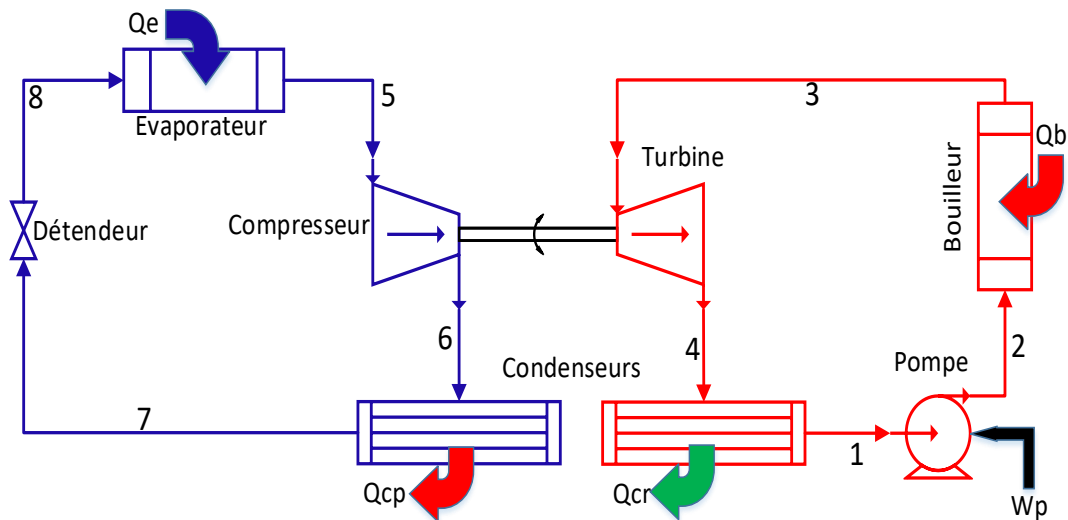 Qe
8
5
3
Evaporateur
Turbine
Bouilleur
Qb
Détendeur
Compresseur
6
4
2
Condenseurs
Pompe
7
1
Qcp
Qcr
Wp